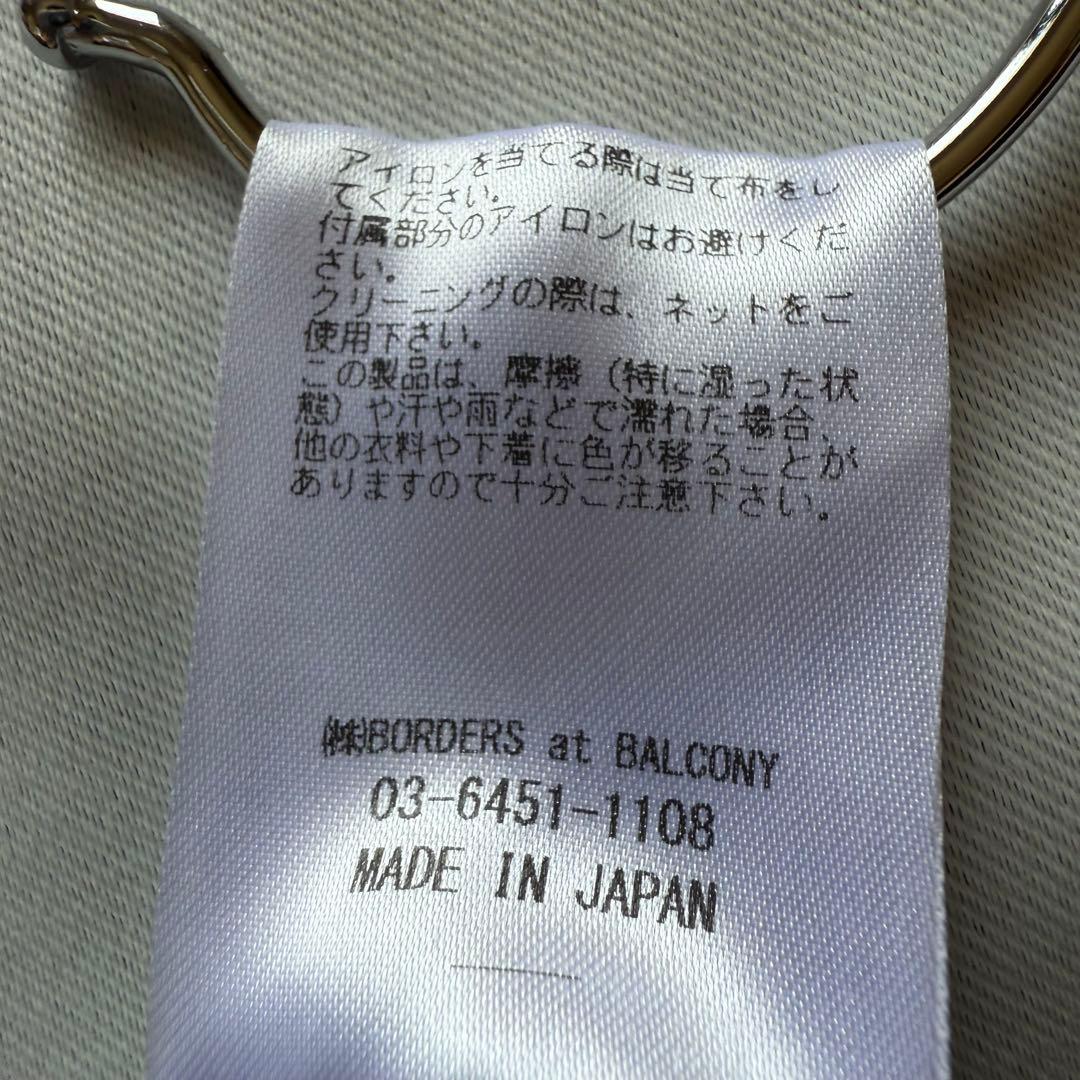 アイロンを当てる際は当て布をし
てください。
付属部分のアイロンはお避けくだ
さい。
クリーニングの際は、ネットをご
使用下さい。
この製品は、摩擦（特に湿った状
態）や汗や雨などで濡れた場合、
他の衣料や下着に色が移ることが
ありますので十分ご注意下さい。
㈱BORDERS at BALCONY
03-6451-1108
MADE IN JAPAN